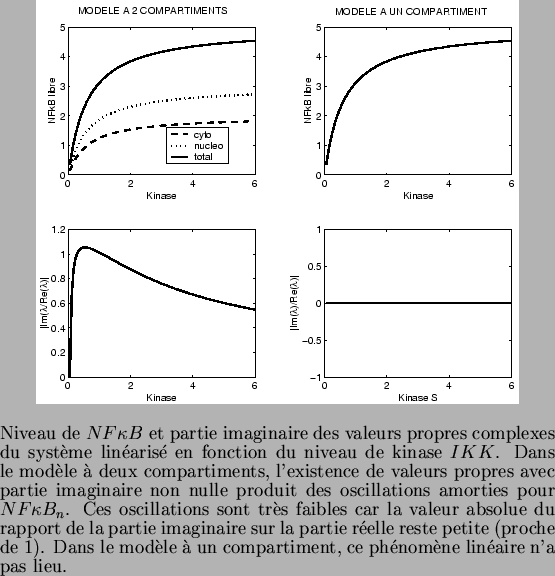 MODELE A 2 COMPARTIMENTS
MODELE A UN COMPARTIMENT
5
4
3
2
1
0
NFkB libre
cyto
nucleo
total
0
2
4
6
Kinase
5
4
3
2
1
0
NFkB libre
0
2
4
6
Kinase
1.2
1
0.8
0.6
0.4
0.2
0
|Im(λ/Re(λ)|
0
2
4
6
Kinase
1
0.5
0
−0.5
−1
|Im(λ)/Re(λ)|
0
2
4
6
Kinase S
Niveau de NFκB et partie imaginaire des valeurs propres complexes
du système linéarisé en fonction du niveau de kinase IKK. Dans
le modèle à deux compartiments, l'existence de valeurs propres avec
partie imaginaire non nulle produit des oscillations amorties pour
NFκBn. Ces oscillations sont très faibles car la valeur absolue du
rapport de la partie imaginaire sur la partie réelle reste petite (proche
de 1). Dans le modèle à un compartiment, ce phénomène linéaire n'a
pas lieu.